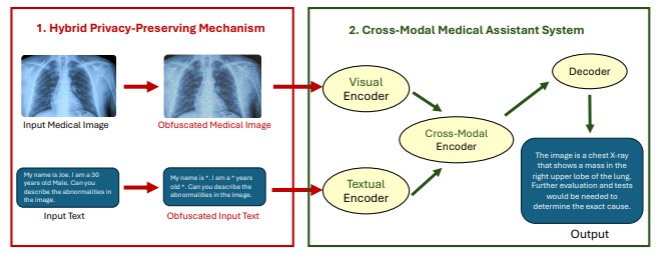 1. Hybrid Privacy-Preserving Mechanism
Input Medical Image
Obfuscated Medical Image
My name is Joe. I am a 30
years old Male. Can you
describe the abnormalities in
the image.
Input Text
My name is *. I am a * years
old *. Can you describe the
abnormalities in the image.
Obfuscated Input Text
2. Cross-Modal Medical Assistant System
Visual
Encoder
Textual
Encoder
Cross-Modal
Encoder
Decoder
The image is a chest X-ray
that shows a mass in the
right upper lobe of the lung.
Further evaluation and tests
would be needed to
determine the exact cause.
Output